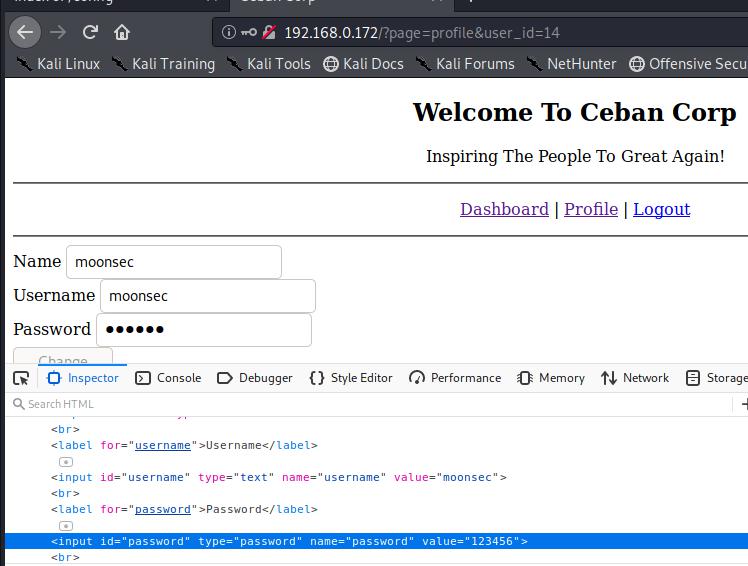 Ceban Corp
192.168.0.172/?page=profile&user_id=14
Kali Linux Kali Training Kali Tools Kali Docs Kali Forums NetHunter Offensive Secu
Welcome To Ceban Corp
Inspiring The People To Great Again!
Dashboard | Profile | Logout
Name moonsec
Username moonsec
Password ●●●●●●
Change
Inspector Console Debugger {} Style Editor Performance Memory Network Storage
Search HTML +
<br>
<label for="username">Username</label>
<input id="username" type="text" name="username" value="moonsec">
<br>
<label for="password">Password</label>
<input id="password" type="password" name="password" value="123456">
<br>